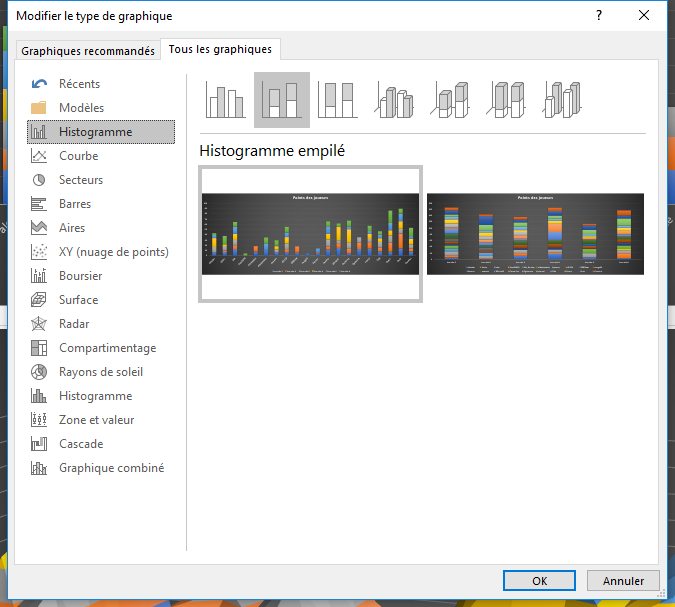 Modifier le type de graphique
?
Graphiques recommandés
Tous les graphiques
Récents
Modèles
Histogramme
Courbe
Secteurs
Barres
Aires
XY (nuage de points)
Boursier
Surface
Radar
Compartimentage
Rayons de soleil
Histogramme
Zone et valeur
Cascade
Graphique combiné
Histogramme empilé
Points des joueurs
Points des joueurs
OK
Annuler